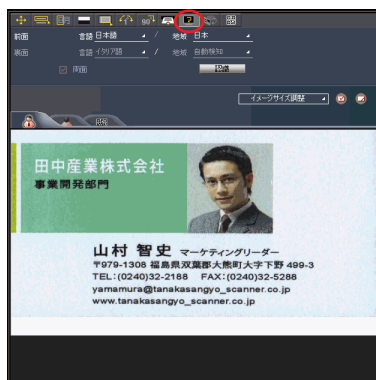 90°
?
前面 言語 日本語 / 地域 日本
裏面 言語 イタリア語 / 地域 自動検知
両面 認識
イメージサイズ調整
田中産業株式会社
事業開発部門
山村 智史 マーケティングリーダー
〒979-1308 福島県双葉郡大熊町大字下野 499-3
TEL:(0240)32-2188 FAX:(0240)32-5288
yamamura@tanakasangyo_scanner.co.jp
www.tanakasangyo_scanner.co.jp